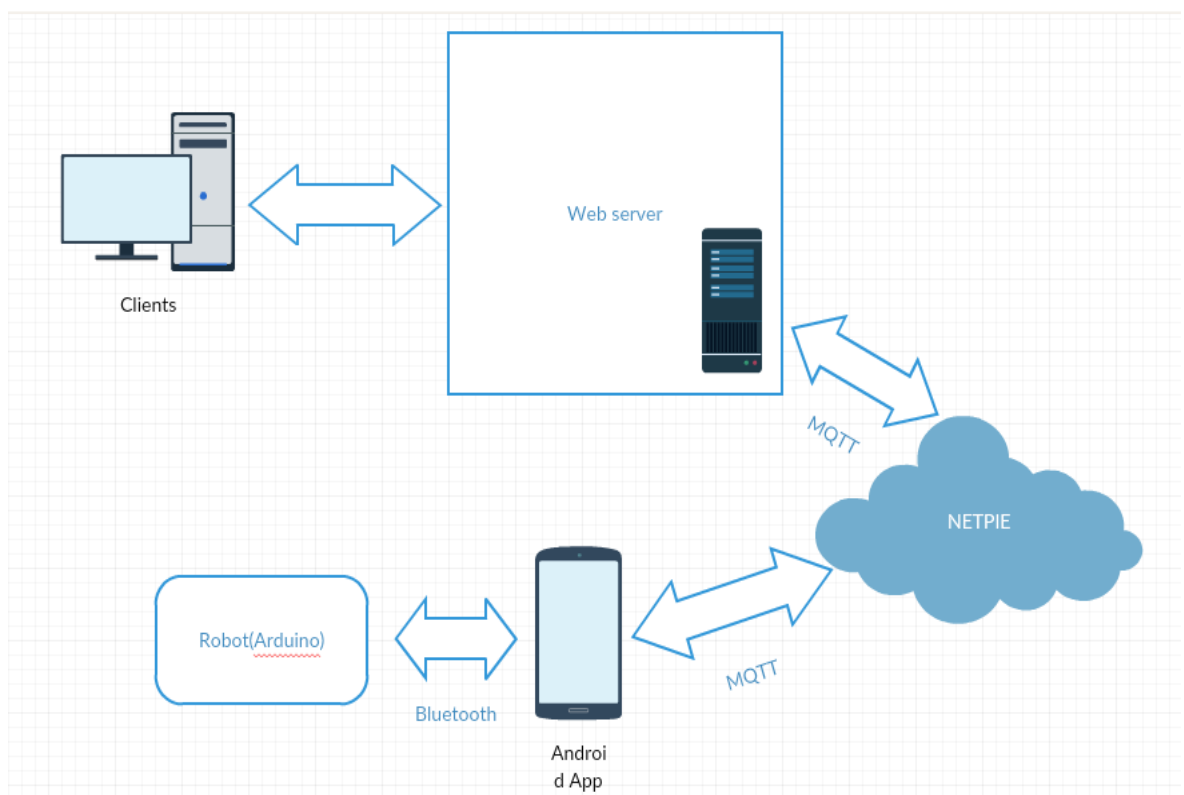 Web server
Clients
MQTT
NETPIE
Robot(Arduino)
MQTT
Bluetooth
Androi
d App